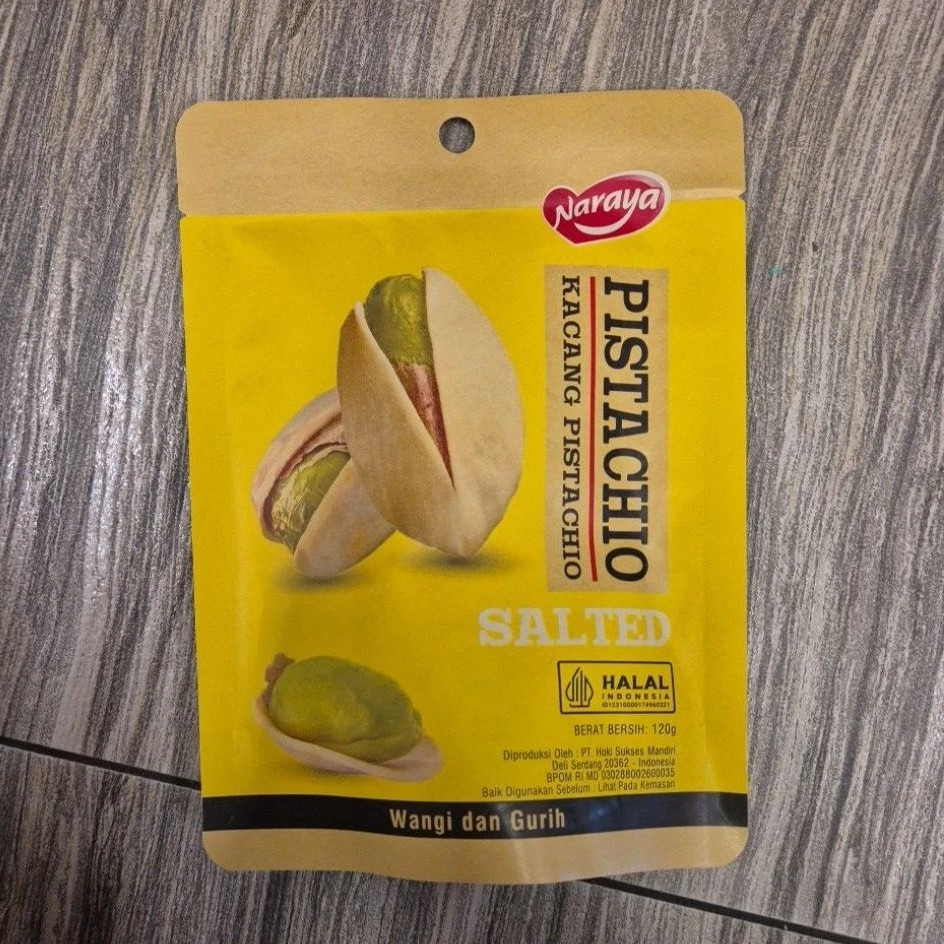 Naraya
PISTACHIO
KACANG PISTACHIO
SALTED
HALAL
INDONESIA
ID12310000174960221
BERAT BERSIH: 120g
Diproduksi Oleh : PT. Hoki Sukses Mandiri
Deli Serdang 20362 - Indonesia
BPOM RI MD 030288002600035
Baik Digunakan Sebelum : Lihat Pada Kemasan
Wangi dan Gurih